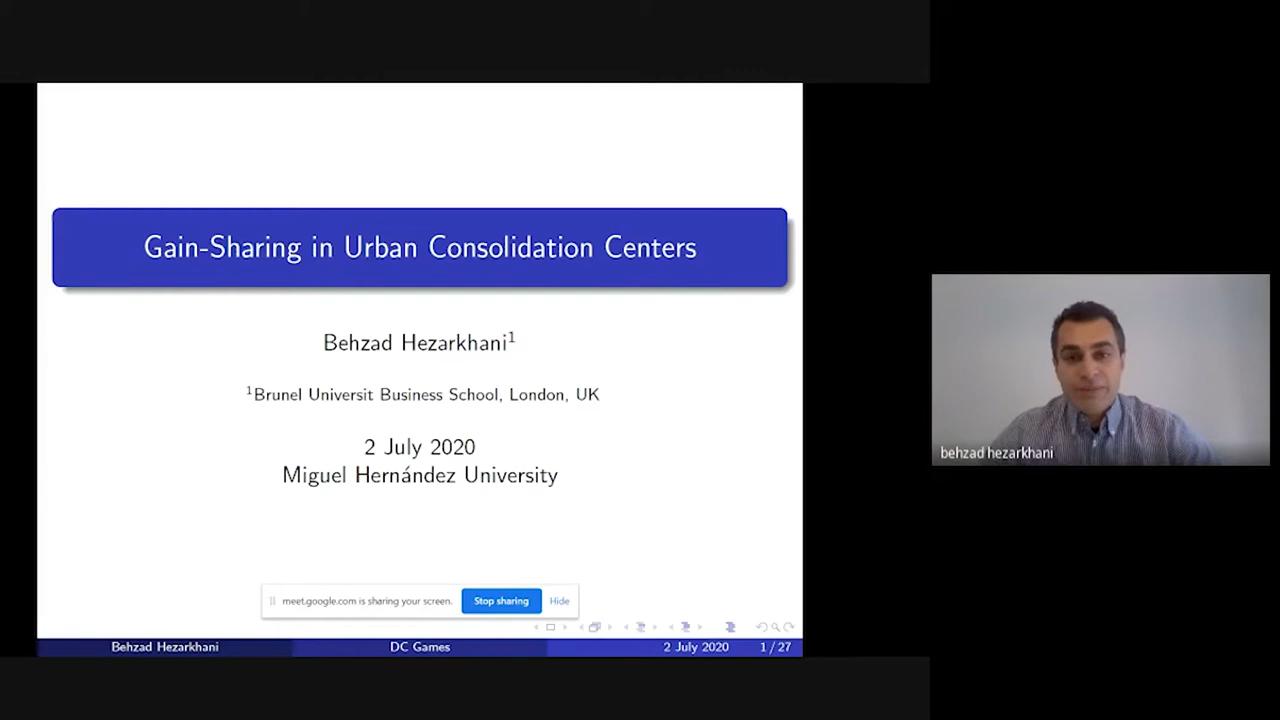 Gain-Sharing in Urban Consolidation Centers
Behzad Hezarkhani¹
¹Brunel Universit Business School, London, UK
2 July 2020
Miguel Hernández University
meet.google.com is sharing your screen.
Stop sharing
Hide
Behzad Hezarkhani
DC Games
2 July 2020
1 / 27
behzad hezarkhani